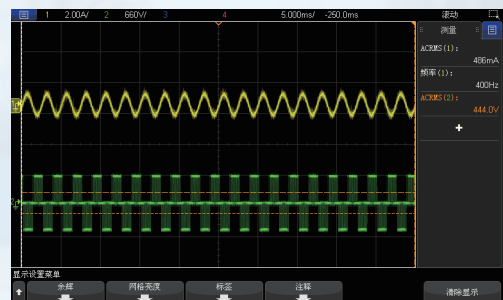 1 2.00A/ 2 660V/ 3 4 5.000ms/ -250.0ms 滚动
测量
ACRMS(1):
486mA
频率(1):
400Hz
ACRMS(2):
444.0V
显示设置菜单
余辉 网格亮度 标签 注释 清除显示